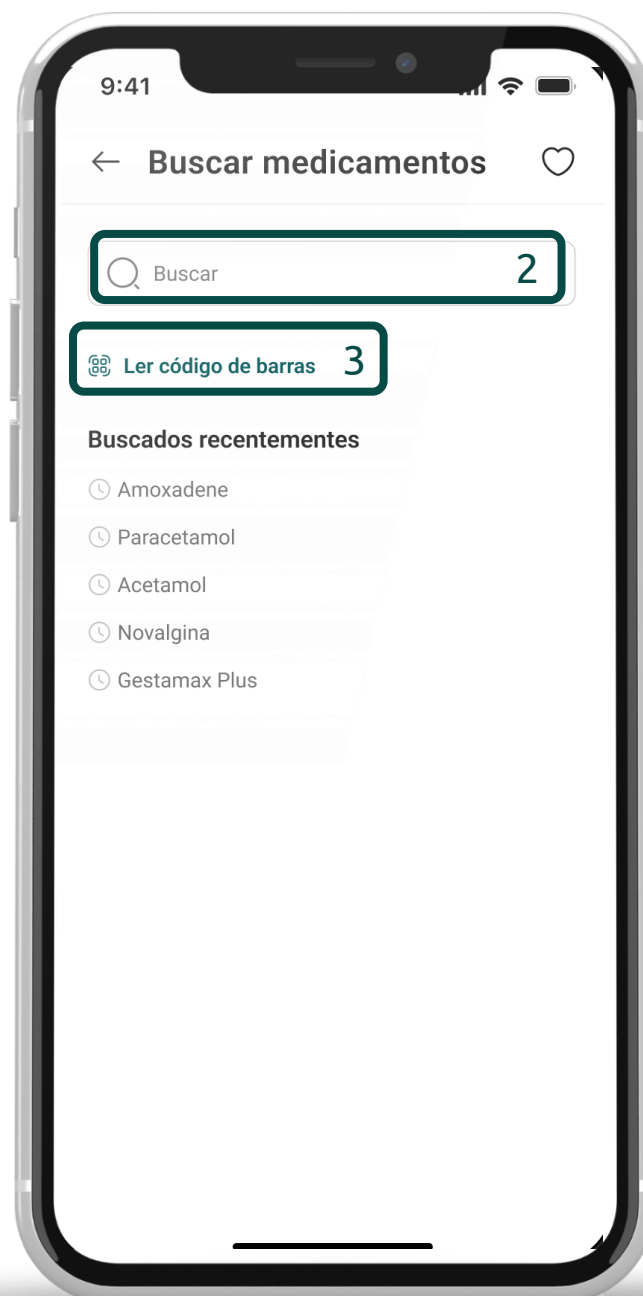 9:41
Buscar medicamentos
Buscar 2
Ler código de barras 3
Buscados recentementes
Amoxadene
Paracetamol
Acetamol
Novalgina
Gestamax Plus